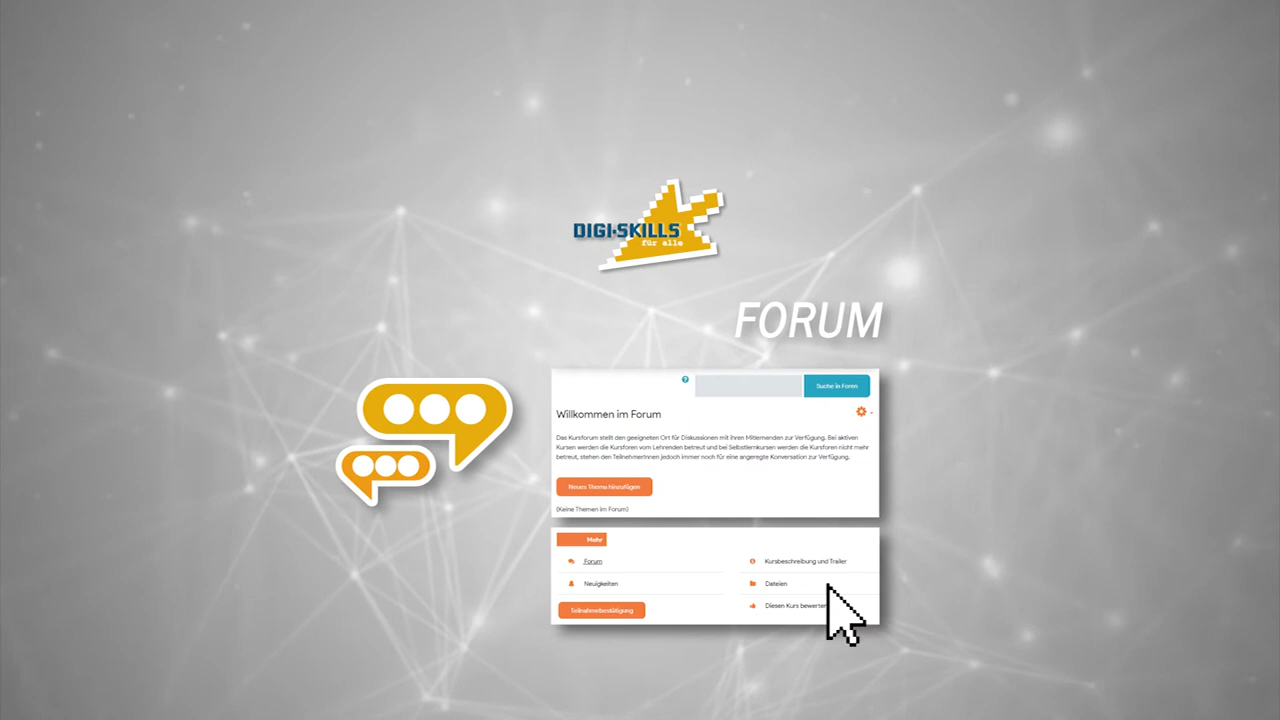 DIGI·SKILLS
für alle
FORUM
Suche in Foren
Willkommen im Forum
Das Kursforum stellt den geeigneten Ort für Diskussionen mit ihren Mitlernenden zur Verfügung. Bei aktiven
Kursen werden die Kursforen vom Lehrenden betreut und bei Selbstlernkursen werden die Kursforen nicht mehr
betreut, stehen den TeilnehmerInnen jedoch immer noch für eine angeregte Konversation zur Verfügung.
Neues Thema hinzufügen
(Keine Themen im Forum)
Mehr
Forum
Kursbeschreibung und Trailer
Neuigkeiten
Dateien
Diesen Kurs bewerten
Teilnahmebestätigung